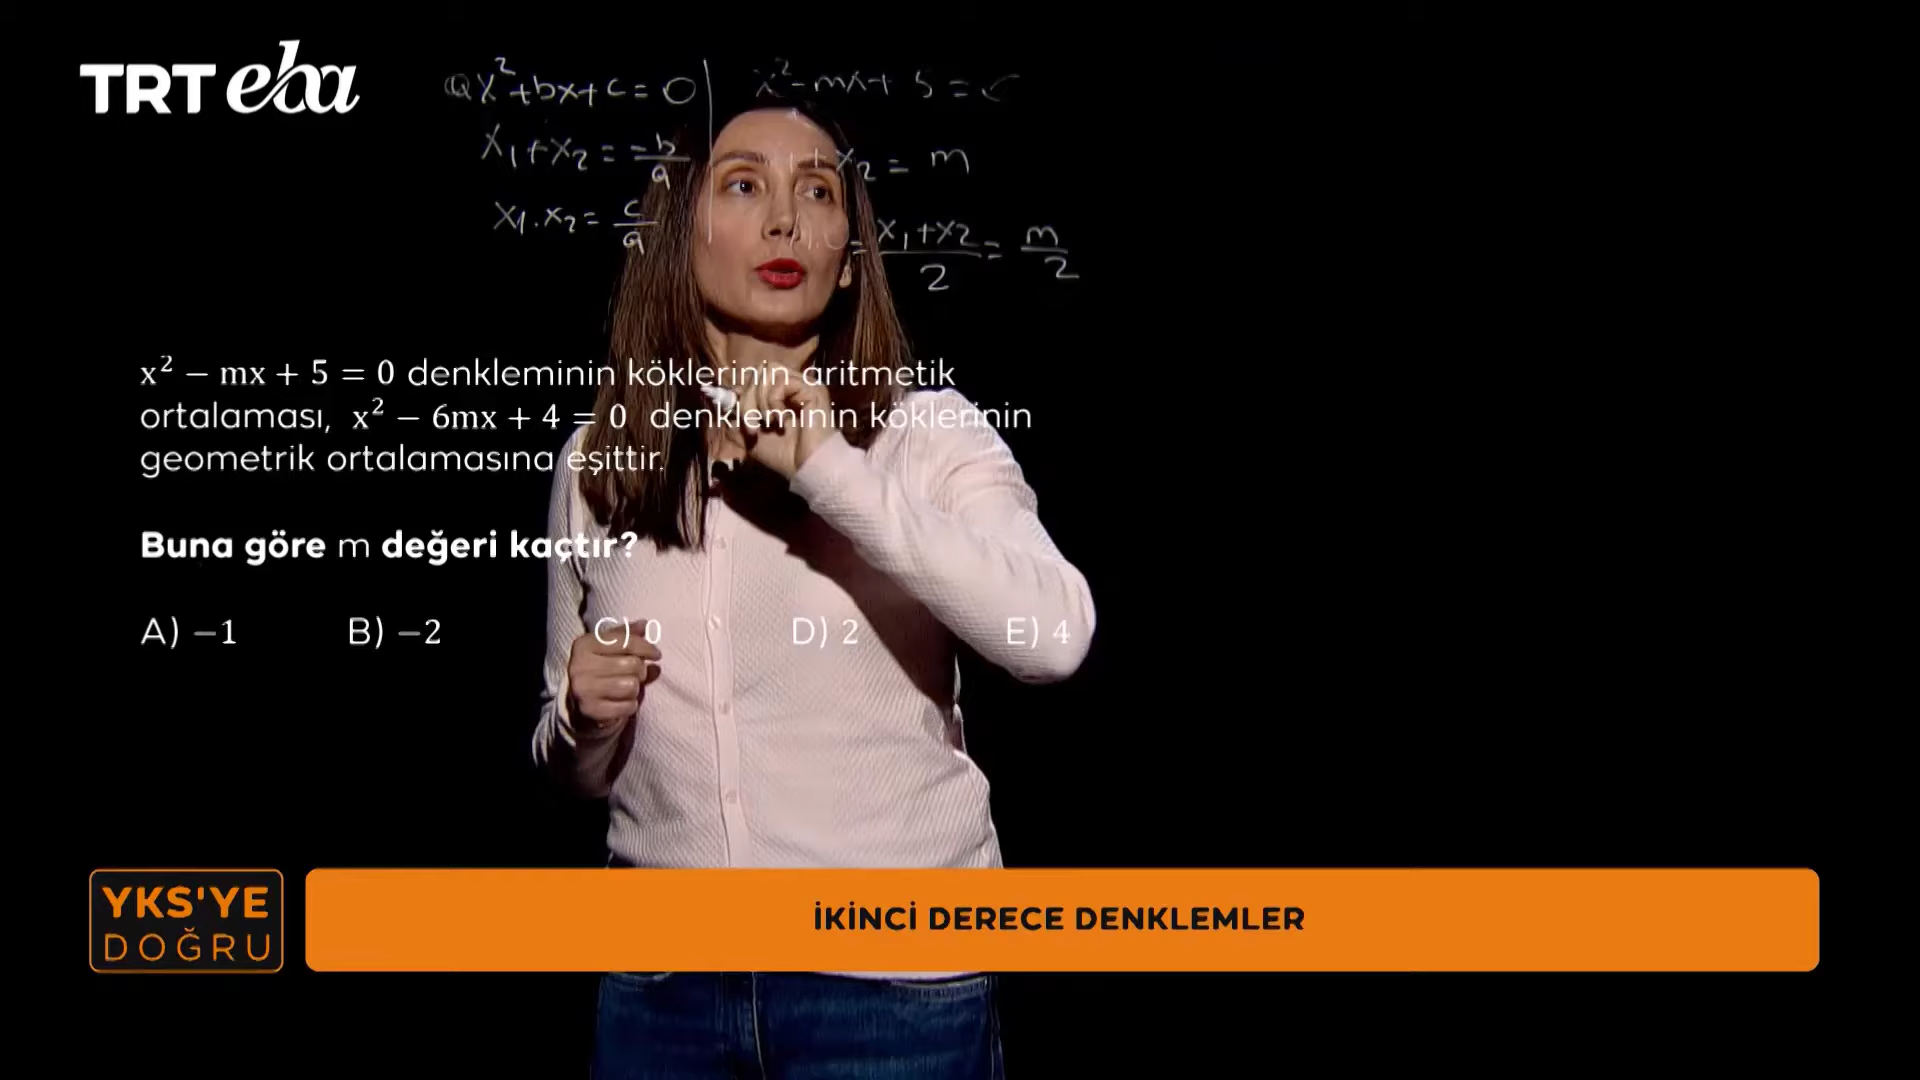 TRT eba
ax²+bx+c=0
x₁+x₂ = -b/a
x₁.x₂ = c/a
x²-mx+5=
x₂ = m
= x₁+x₂/2 = m/2
x² − mx + 5 = 0 denkleminin köklerinin aritmetik
ortalaması, x² − 6mx + 4 = 0 denkleminin köklerinin
geometrik ortalamasına eşittir.
Buna göre m değeri kaçtır?
A) −1 B) −2 C) 0 D) 2 E) 4
YKS'YE
DOĞRU
İKİNCİ DERECE DENKLEMLER